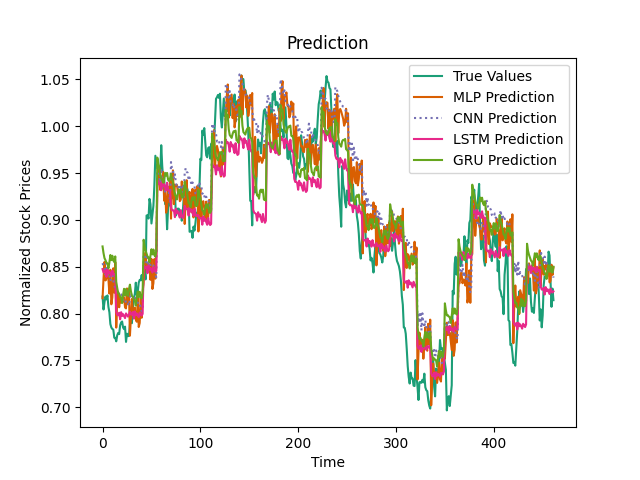 Prediction
1.05
1.00
0.95
0.90
0.85
0.80
0.75
0.70
Normalized Stock Prices
True Values
MLP Prediction
CNN Prediction
LSTM Prediction
GRU Prediction
0
100
200
300
400
Time